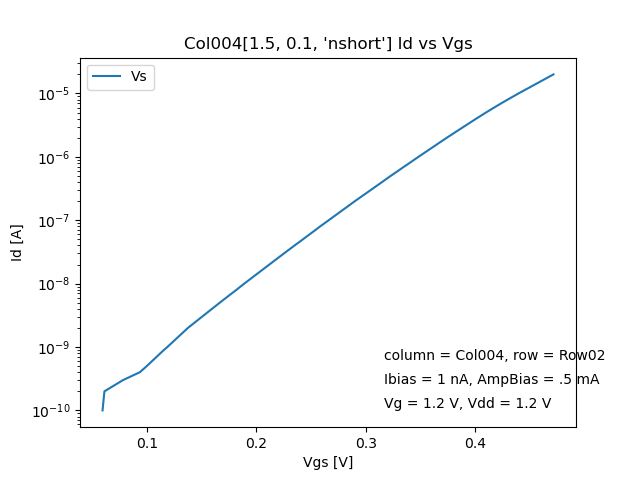 Col004[1.5, 0.1, 'nshort'] Id vs Vgs
Vs
Id [A]
10⁻⁵
10⁻⁶
10⁻⁷
10⁻⁸
10⁻⁹
10⁻¹⁰
column = Col004, row = Row02
Ibias = 1 nA, AmpBias = .5 mA
Vg = 1.2 V, Vdd = 1.2 V
0.1 0.2 0.3 0.4
Vgs [V]